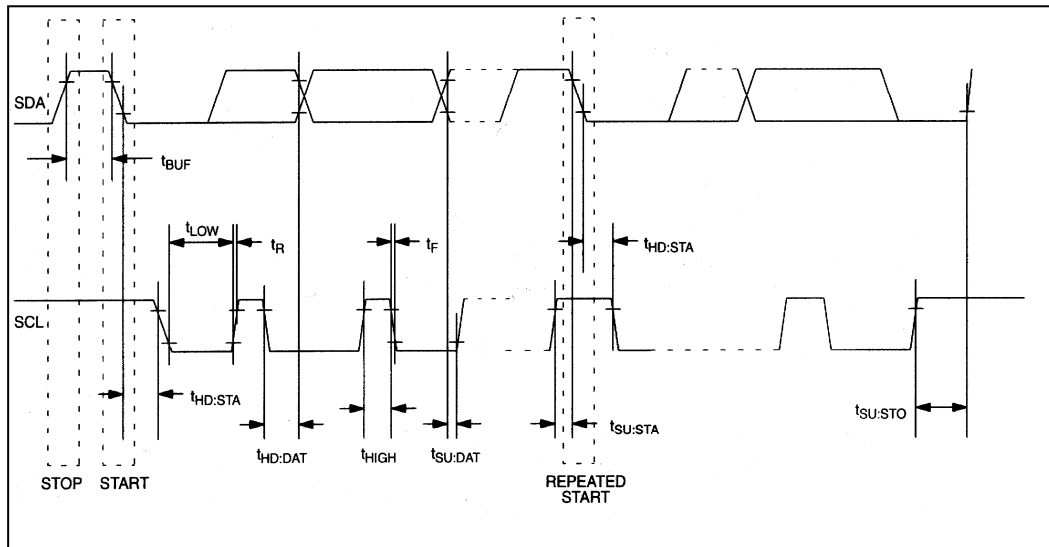 SDA
tBUF
tLOW
tR
tF
tHD:STA
SCL
tHD:STA
tHD:DAT
tHIGH
tSU:DAT
tSU:STA
tSU:STO
STOP
START
REPEATED
START